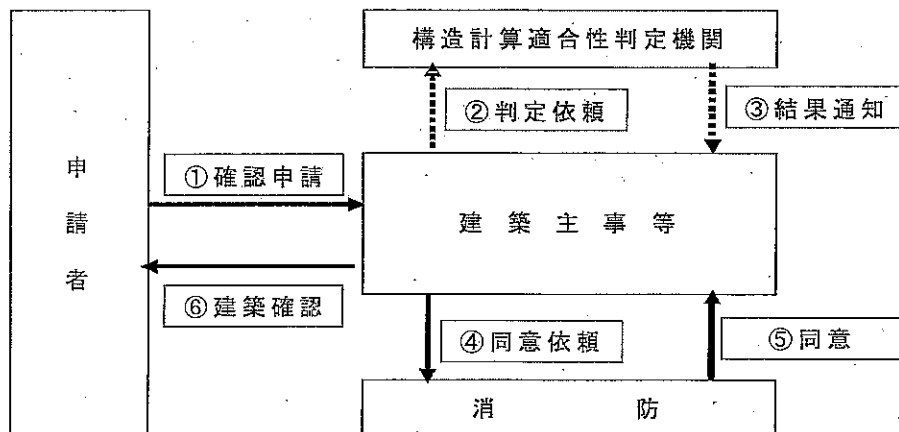 構造計算適合性判定機関
②判定依頼
③結果通知
申請者
①確認申請
建築主事等
⑥建築確認
④同意依頼
⑤同意
消防